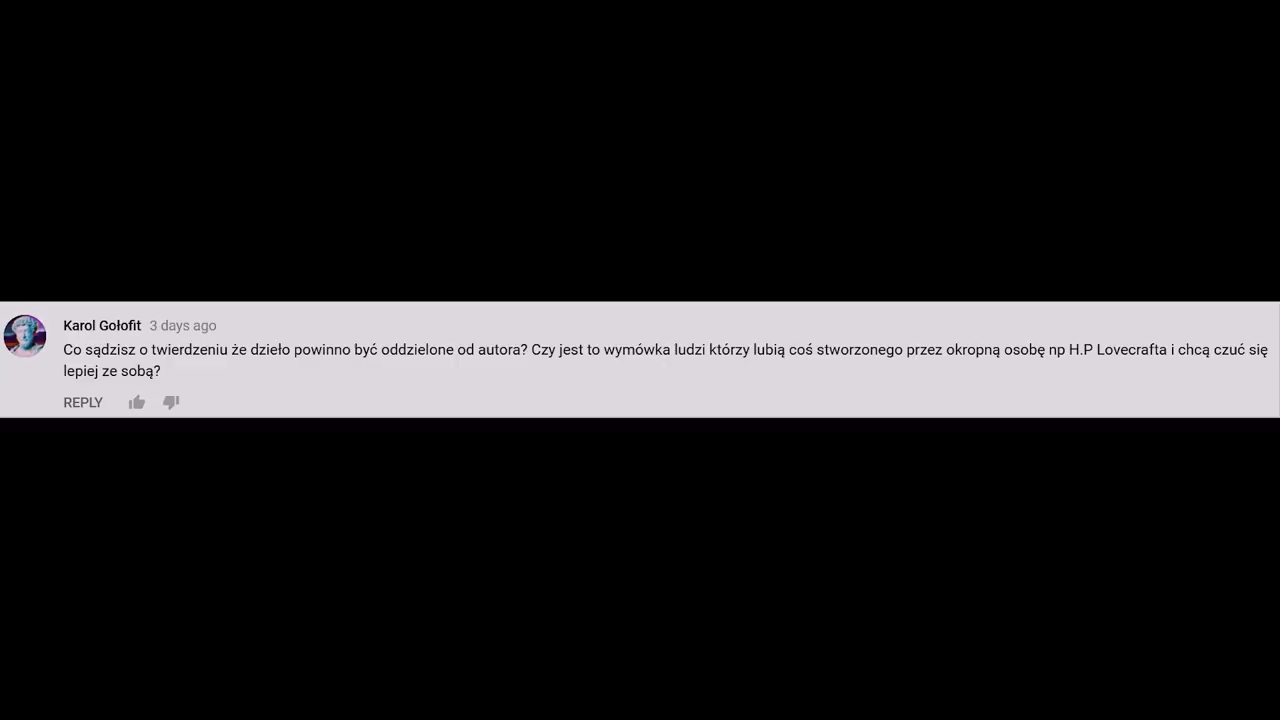 Karol Gołofit 3 days ago
Co sądzisz o twierdzeniu że dzieło powinno być oddzielone od autora? Czy jest to wymówka ludzi którzy lubią coś stworzonego przez okropną osobę np H.P Lovecrafta i chcą czuć się
lepiej ze sobą?
REPLY